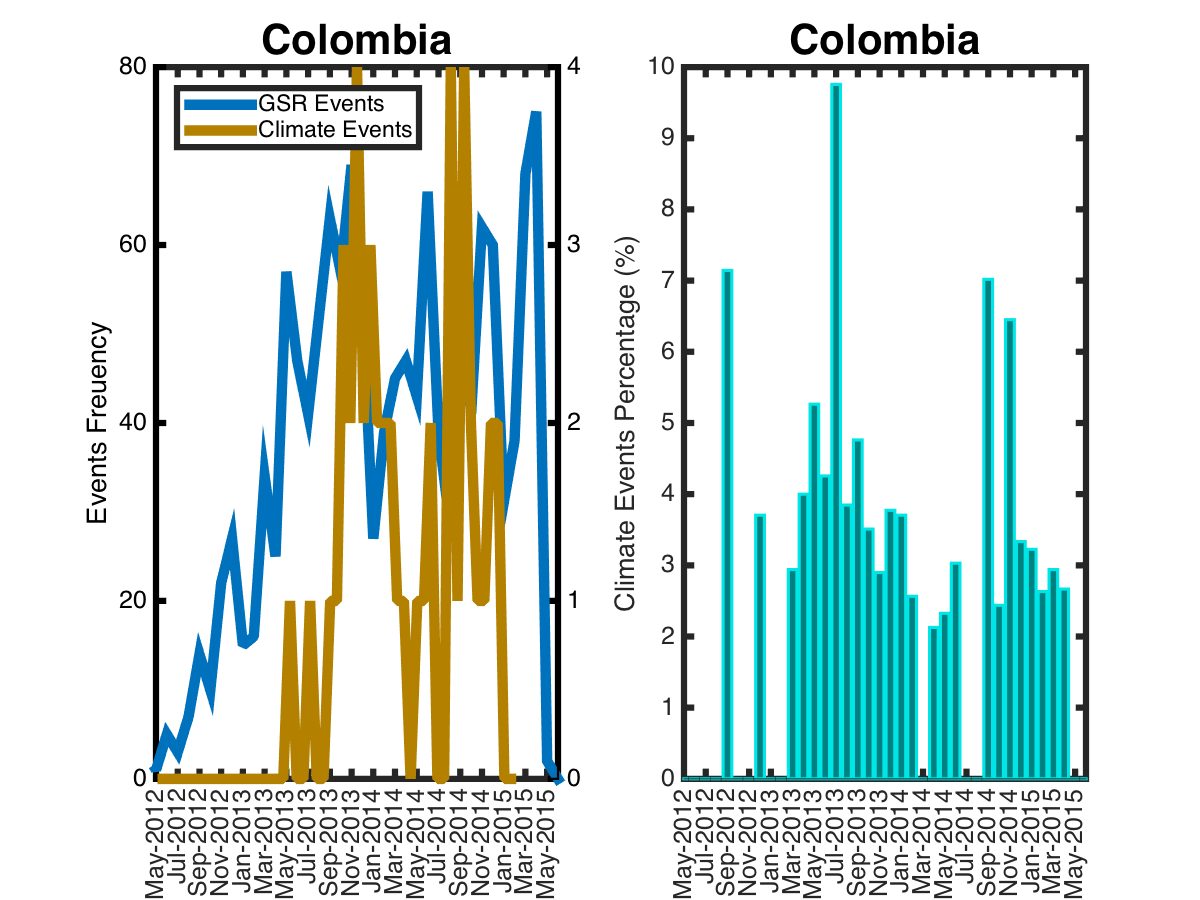 Colombia
80
60
40
20
0
4
3
2
1
0
GSR Events
Climate Events
Events Freuency
May-2012
Jul-2012
Sep-2012
Nov-2012
Jan-2013
Mar-2013
May-2013
Jul-2013
Sep-2013
Nov-2013
Jan-2014
Mar-2014
May-2014
Jul-2014
Sep-2014
Nov-2014
Jan-2015
Mar-2015
May-2015
Colombia
10
9
8
7
6
5
4
3
2
1
0
Climate Events Percentage (%)
May-2012
Jul-2012
Sep-2012
Nov-2012
Jan-2013
Mar-2013
May-2013
Jul-2013
Sep-2013
Nov-2013
Jan-2014
Mar-2014
May-2014
Jul-2014
Sep-2014
Nov-2014
Jan-2015
Mar-2015
May-2015